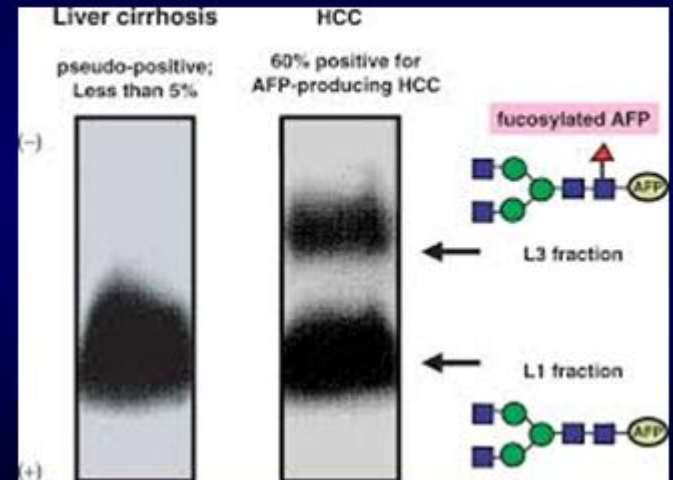 Liver cirrhosis
pseudo-positive;
Less than 5%
HCC
60% positive for
AFP-producing HCC
(−)
(+)
fucosylated AFP
AFP
L3 fraction
L1 fraction
AFP